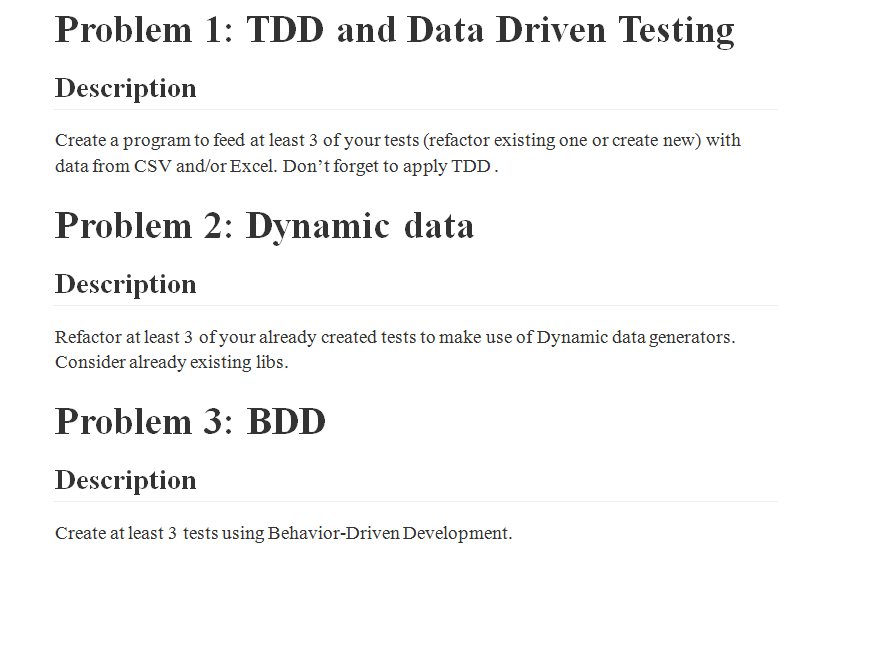 Problem 1: TDD and Data Driven Testing
Description
Create a program to feed at least 3 of your tests (refactor existing one or create new) with
data from CSV and/or Excel. Don’t forget to apply TDD .
Problem 2: Dynamic data
Description
Refactor at least 3 of your already created tests to make use of Dynamic data generators.
Consider already existing libs.
Problem 3: BDD
Description
Create at least 3 tests using Behavior-Driven Development.